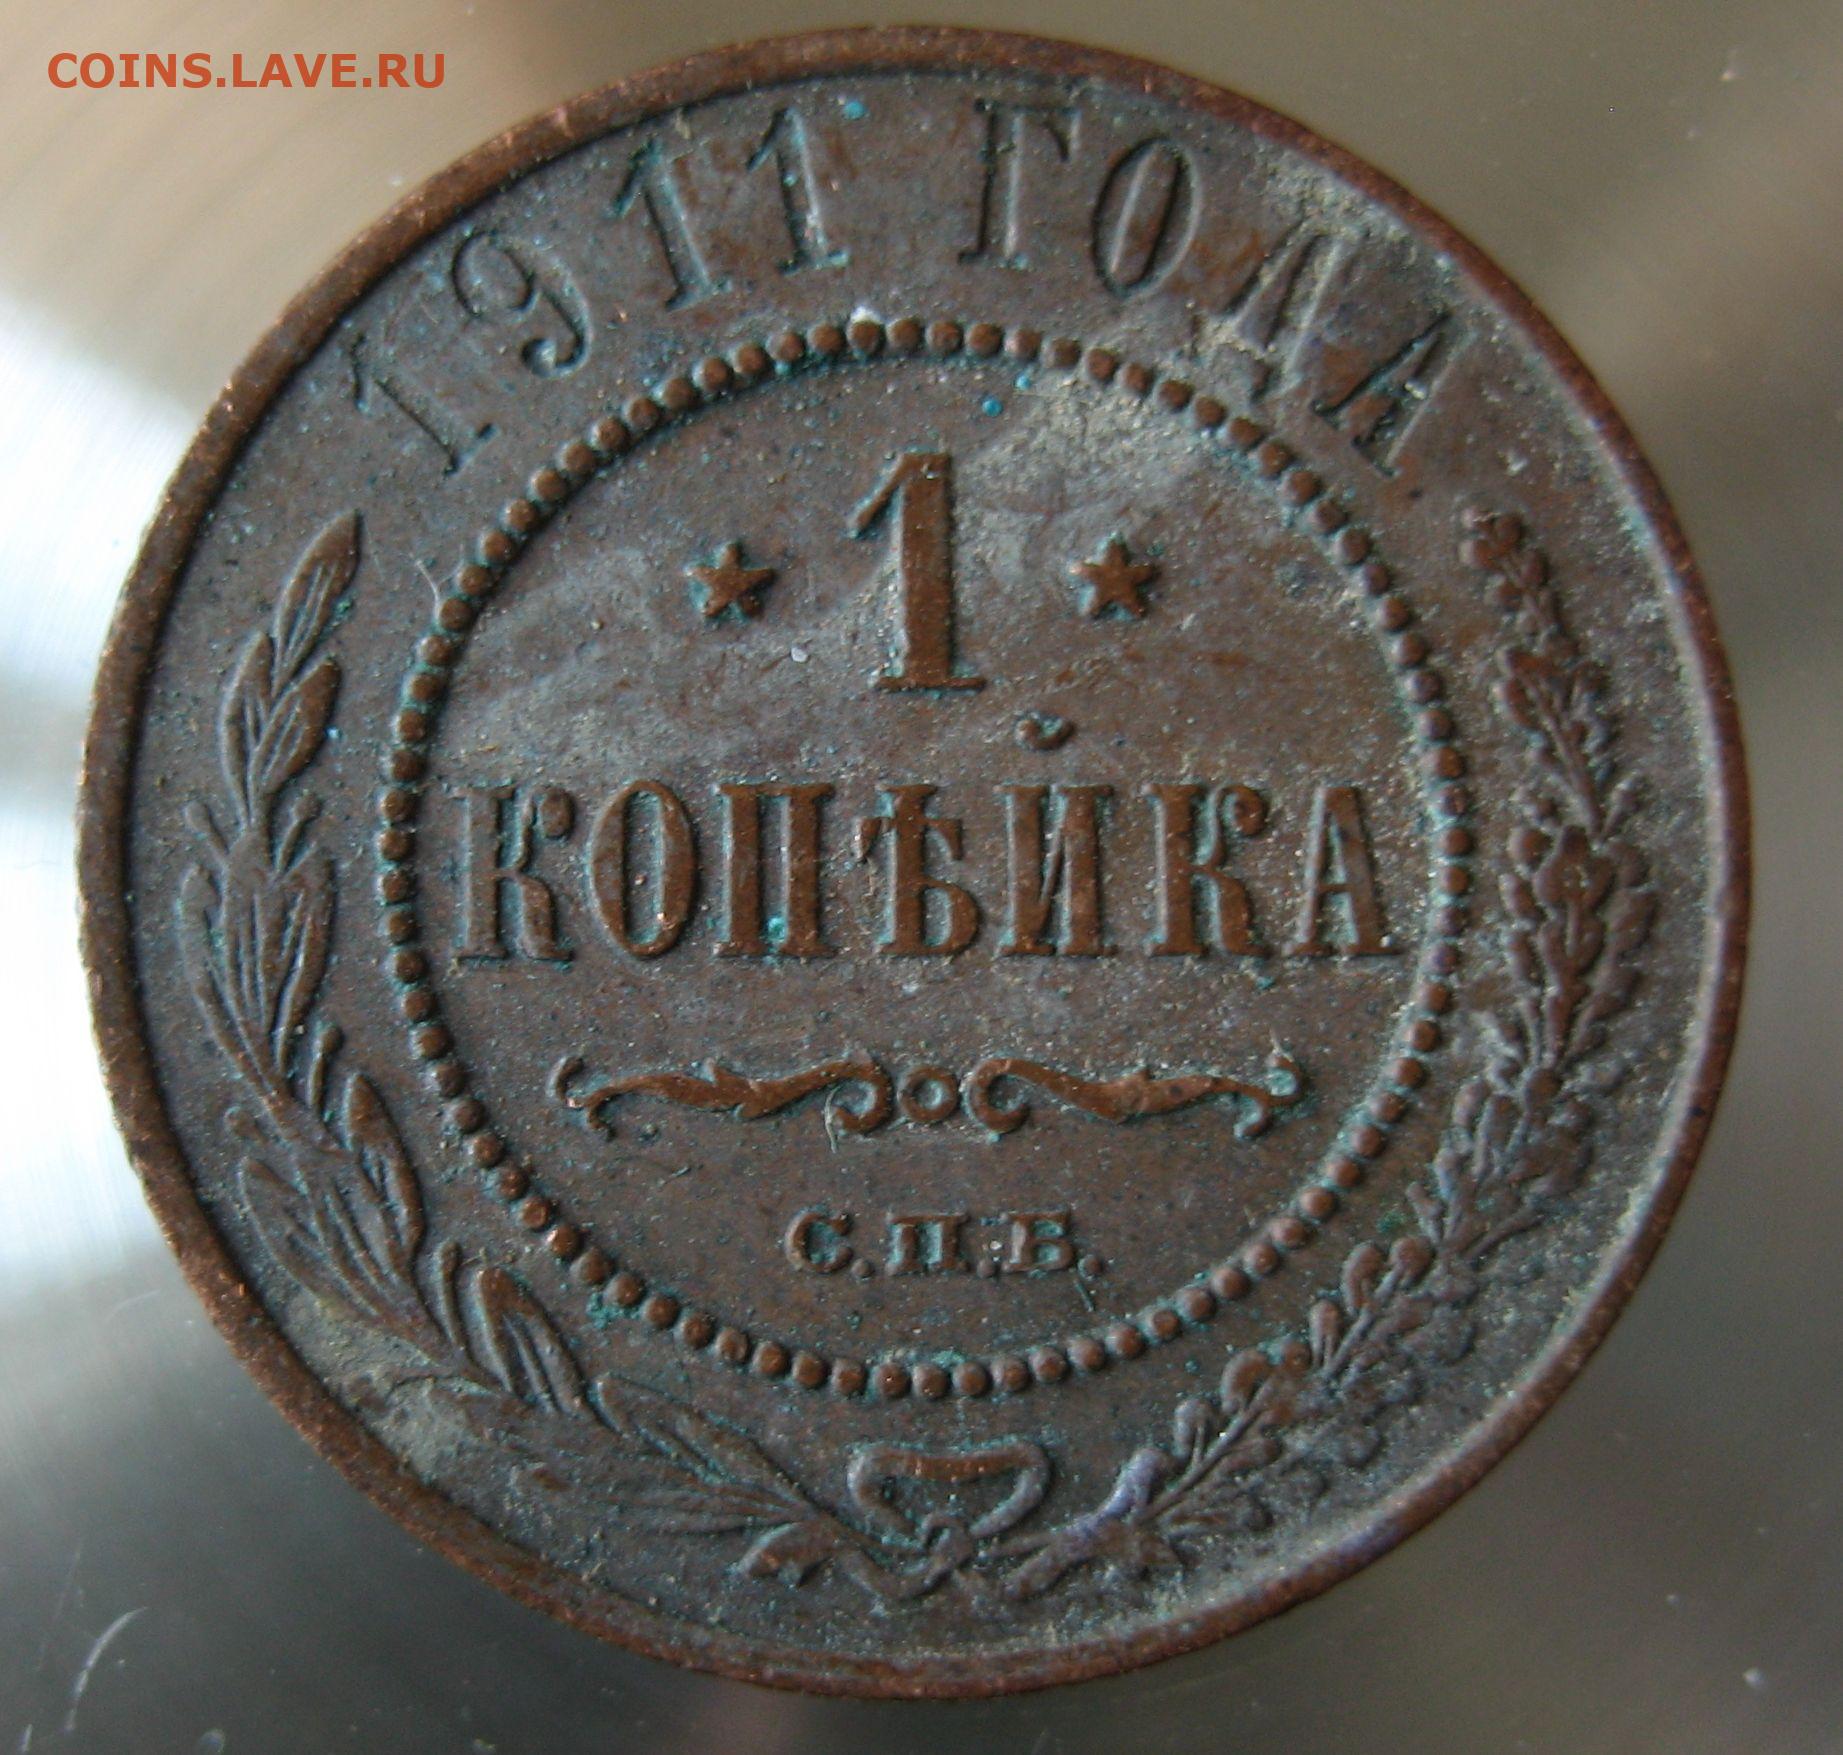 COINS.LAVE.RU
1911 ГОДА
* 1 *
КОПѢЙКА
С.П.Б.